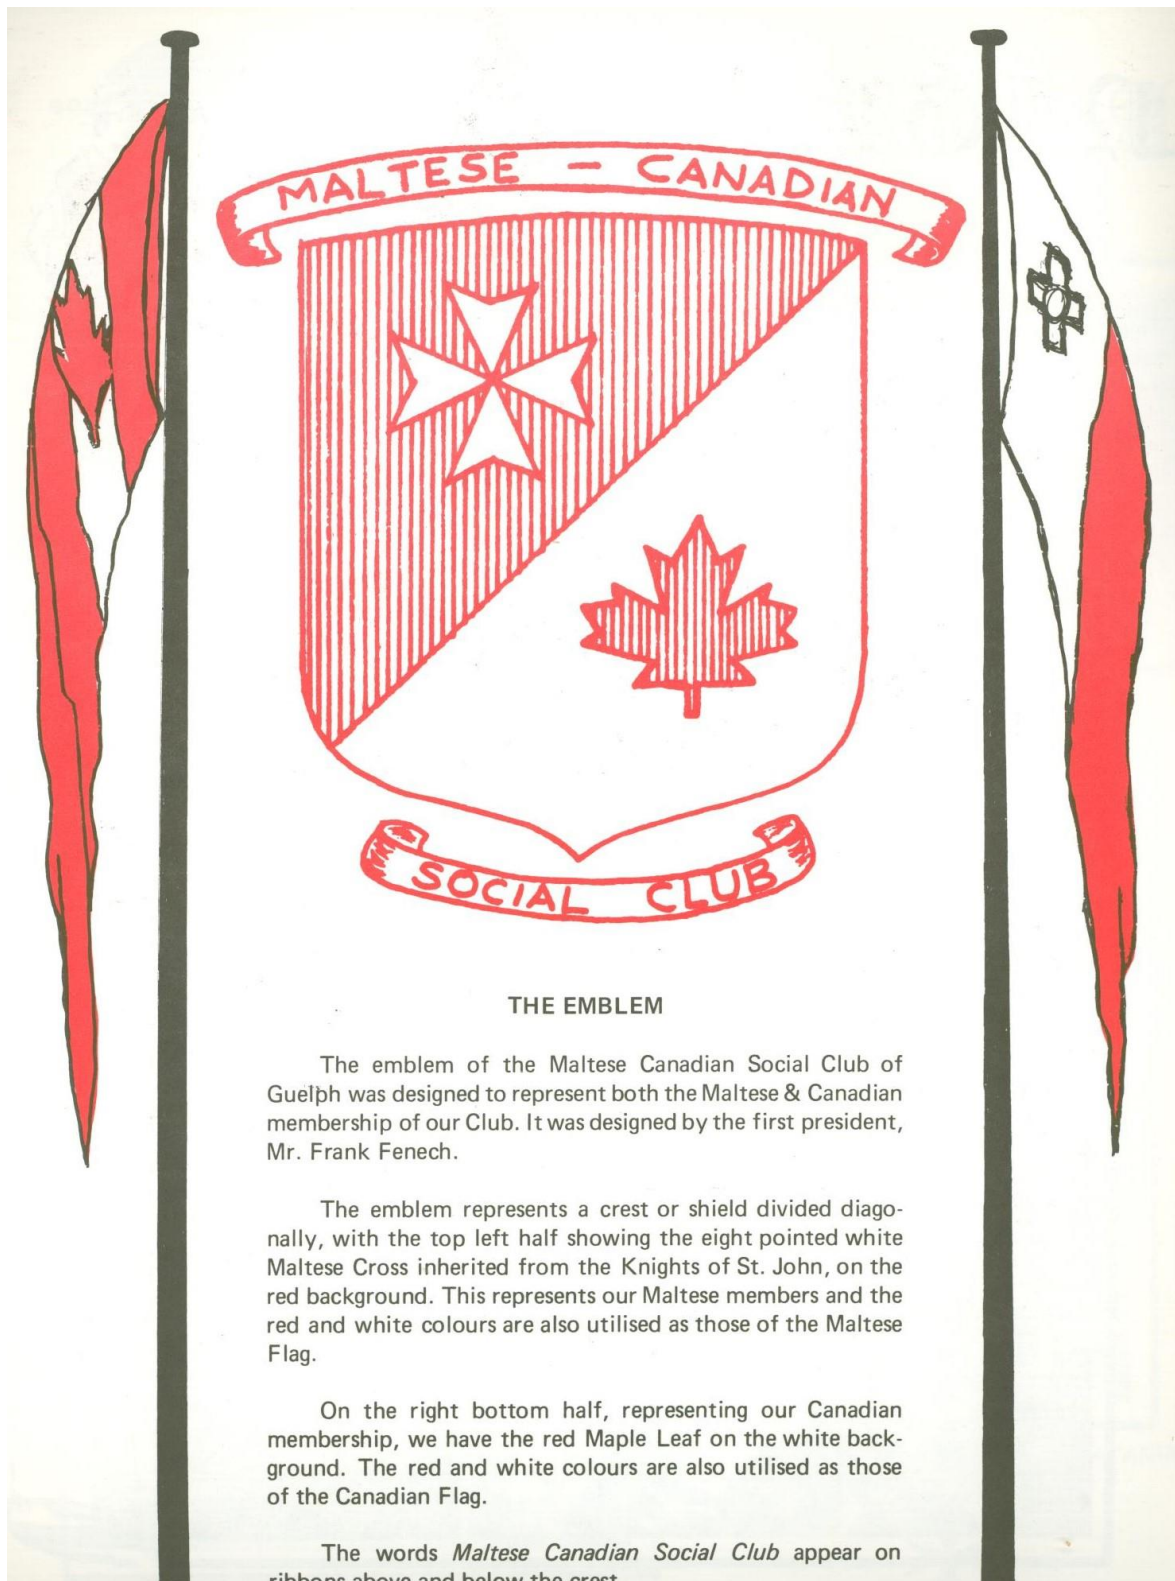 MALTESE - CANADIAN
SOCIAL CLUB
THE EMBLEM
The emblem of the Maltese Canadian Social Club of
Guelph was designed to represent both the Maltese & Canadian
membership of our Club. It was designed by the first president,
Mr. Frank Fenech.
The emblem represents a crest or shield divided diago-
nally, with the top left half showing the eight pointed white
Maltese Cross inherited from the Knights of St. John, on the
red background. This represents our Maltese members and the
red and white colours are also utilised as those of the Maltese
Flag.
On the right bottom half, representing our Canadian
membership, we have the red Maple Leaf on the white back-
ground. The red and white colours are also utilised as those
of the Canadian Flag.
The words Maltese Canadian Social Club appear on
ribbons above and below the crest.